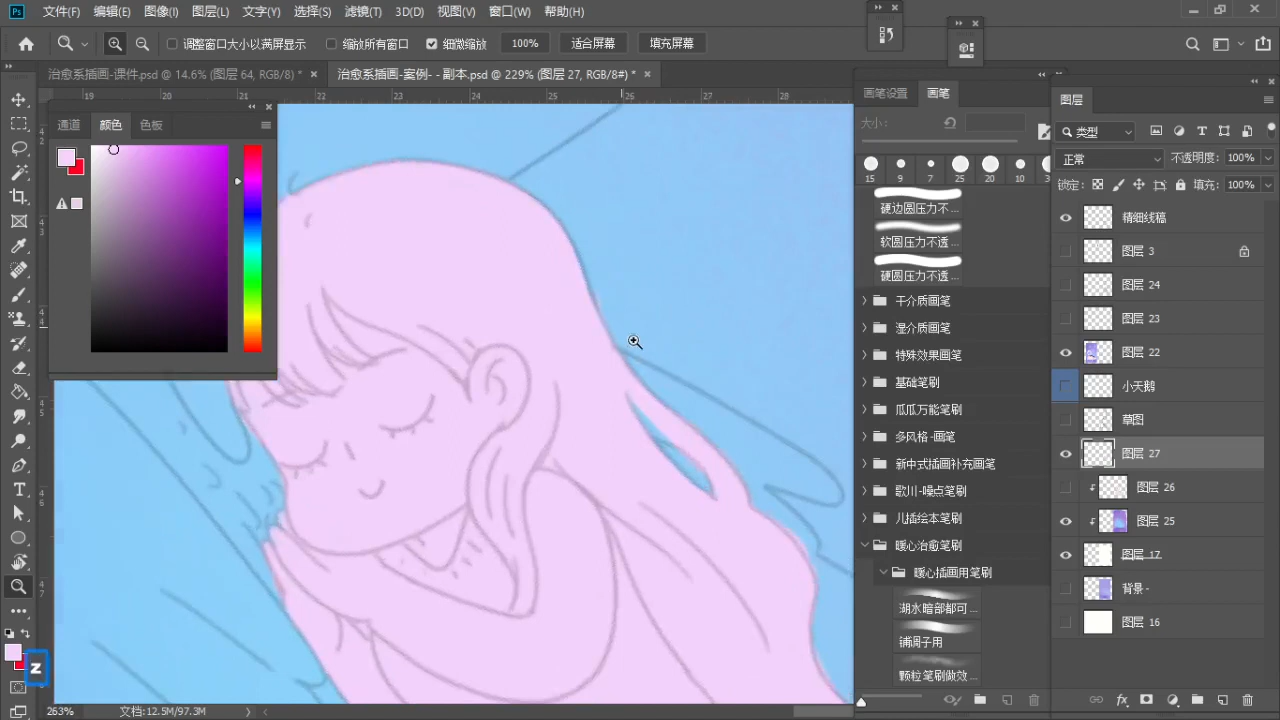 Ps 文件(F) 编辑(E) 图像(I) 图层(L) 文字(Y) 选择(S) 滤镜(T) 3D(D) 视图(V) 窗口(W) 帮助(H)
调整窗口大小以满屏显示 缩放所有窗口 细微缩放 100% 适合屏幕 填充屏幕
治愈系插画-课件.psd @ 14.6% (图层 64, RGB/8) * 治愈系插画-案例- - 副本.psd @ 229% (图层 27, RGB/8#) *
19 20 21 22 23 24 25 26 27 28
通道 颜色 色板
画笔设置 画笔
大小:
15 9 7 25 20 10
硬边圆压力不 ...
软圆压力不透 ...
硬圆压力不透 ...
干介质画笔
湿介质画笔
特殊效果画笔
基础笔刷
瓜瓜万能笔刷
多风格 -画笔
新中式插画补充画笔
歌川-噪点笔刷
儿插绘本笔刷
暖心治愈笔刷
暖心插画用笔刷
湖水暗部都可 ...
铺调子用
颗粒笔刷做效 ...
图层
类型
正常 不透明度: 100%
锁定: 填充: 100%
精细线稿
图层 3
图层 24
图层 23
图层 22
小天鹅
草图
图层 27
图层 26
图层 25
图层 17
背景 -
图层 16
Z
263% 文档:12.5M/97.3M